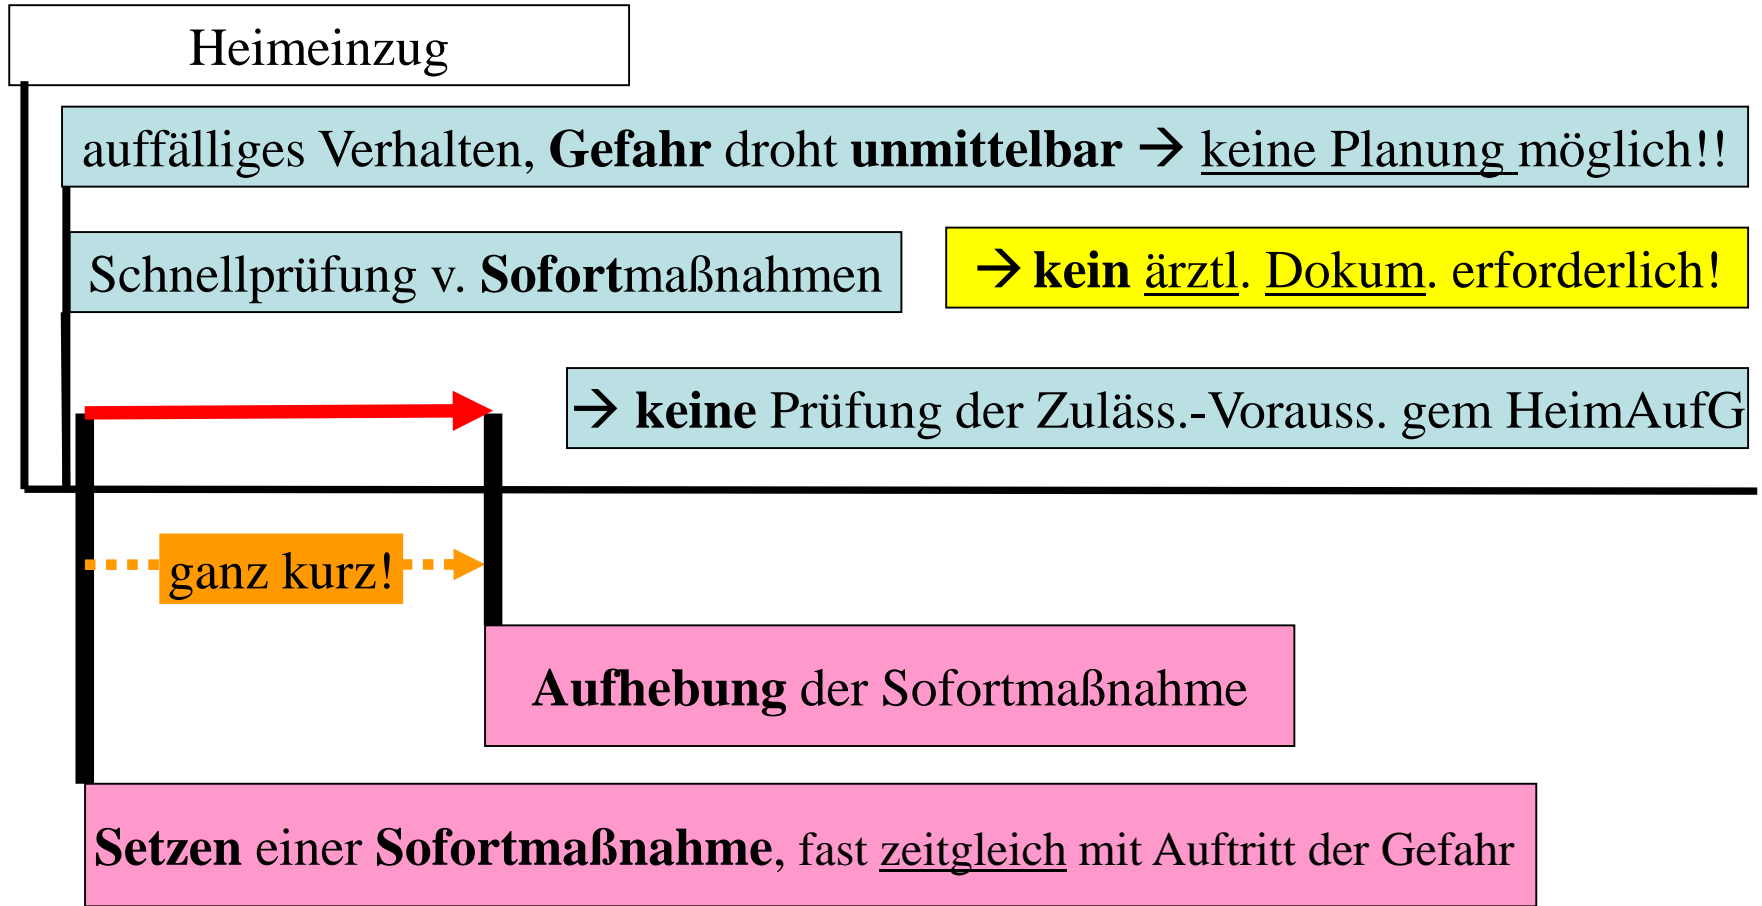 Heimeinzug
auffälliges Verhalten, Gefahr droht unmittelbar → keine Planung möglich!!
Schnellprüfung v. Sofortmaßnahmen
→ kein ärztl. Dokum. erforderlich!
→ keine Prüfung der Zuläss.-Vorauss. gem HeimAufG
ganz kurz!
Aufhebung der Sofortmaßnahme
Setzen einer Sofortmaßnahme, fast zeitgleich mit Auftritt der Gefahr